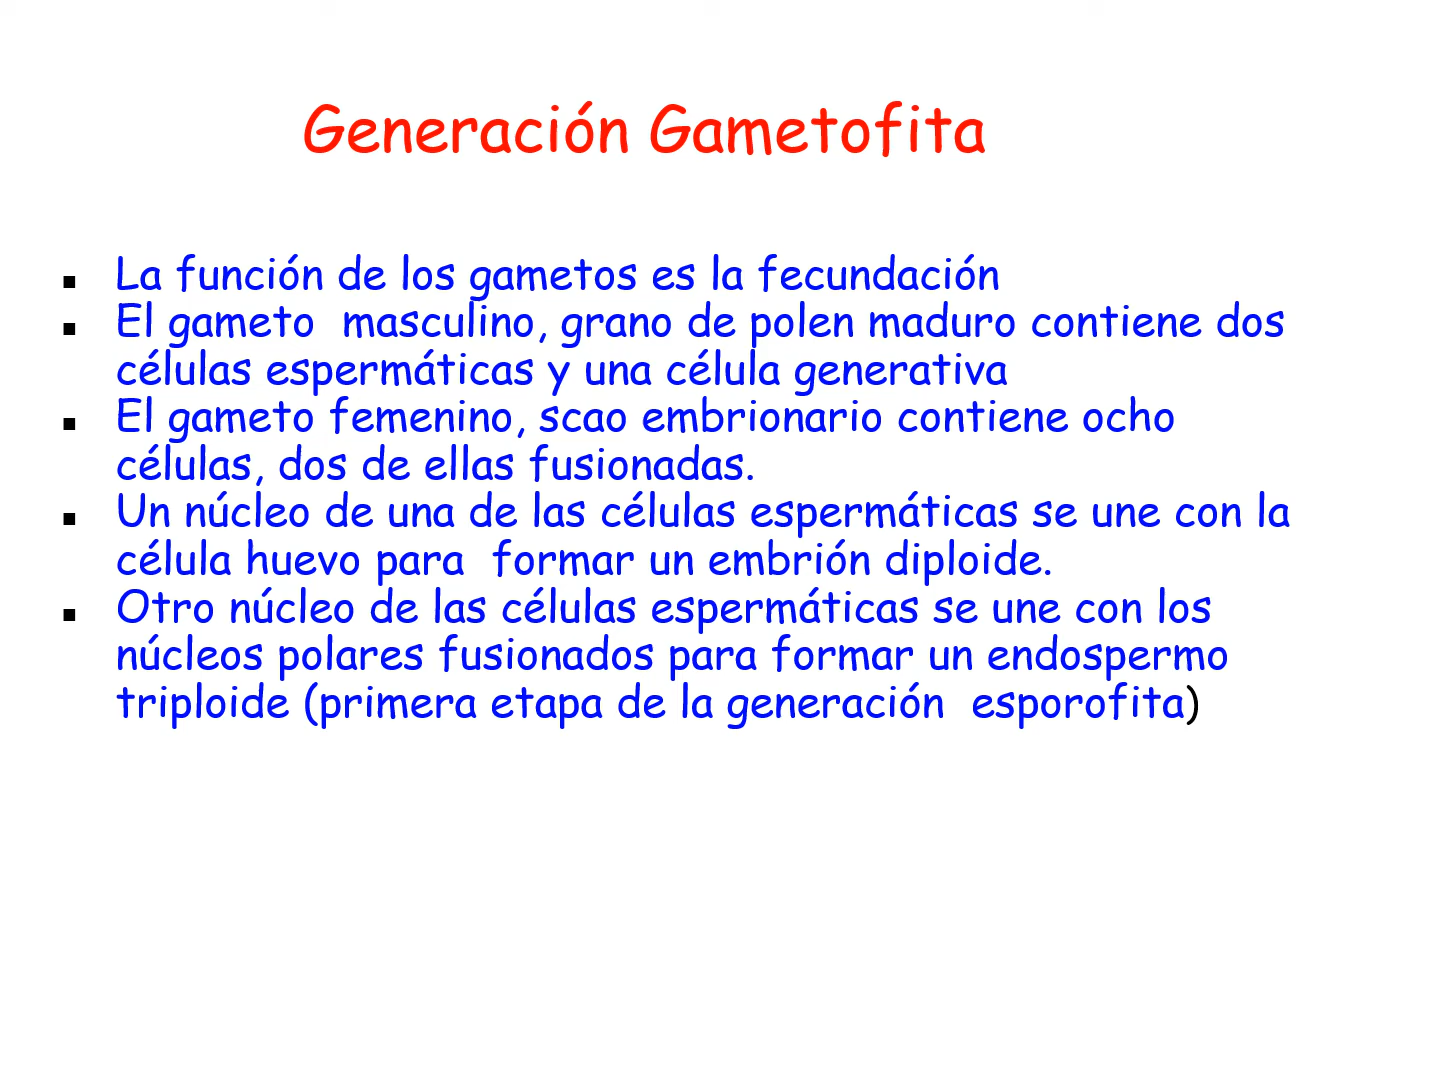 Generación Gametofita
La función de los gametos es la fecundación
El gameto  masculino, grano de polen maduro contiene dos
células espermáticas y una célula generativa
El gameto femenino, scao embrionario contiene ocho
células, dos de ellas fusionadas.
Un núcleo de una de las células espermáticas se une con la
célula huevo para  formar un embrión diploide.
Otro núcleo de las células espermáticas se une con los
núcleos polares fusionados para formar un endospermo
triploide (primera etapa de la generación  esporofita)